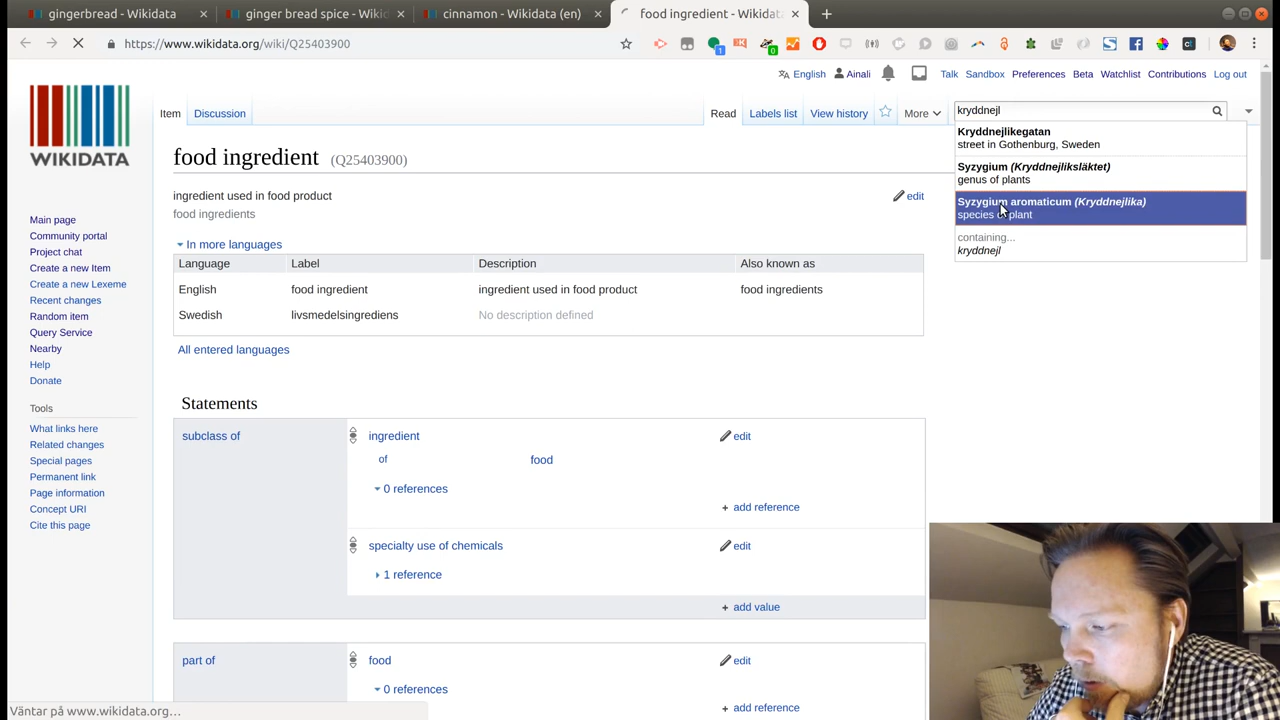 gingerbread - Wikidata
ginger bread spice - Wikid
cinnamon - Wikidata (en)
food ingredient - Wikidat
https://www.wikidata.org/wiki/Q25403900
English Ainali Talk Sandbox Preferences Beta Watchlist Contributions Log out
Item Discussion Read Labels list View history More kryddnejl
Kryddnejlikegatan
street in Gothenburg, Sweden
Syzygium (Kryddnejliksläktet)
genus of plants
Syzygium aromaticum (Kryddnejlika)
species of plant
containing...
kryddnejl
WIKIDATA
Main page
Community portal
Project chat
Create a new Item
Create a new Lexeme
Recent changes
Random item
Query Service
Nearby
Help
Donate
Tools
What links here
Related changes
Special pages
Permanent link
Page information
Concept URI
Cite this page
food ingredient (Q25403900)
ingredient used in food product edit
food ingredients
In more languages
Language Label Description Also known as
English food ingredient ingredient used in food product food ingredients
Swedish livsmedelsingrediens No description defined
All entered languages
Statements
subclass of ingredient edit
of food
0 references
+ add reference
specialty use of chemicals edit
1 reference
+ add value
part of food edit
0 references
+ add reference
Väntar på www.wikidata.org…